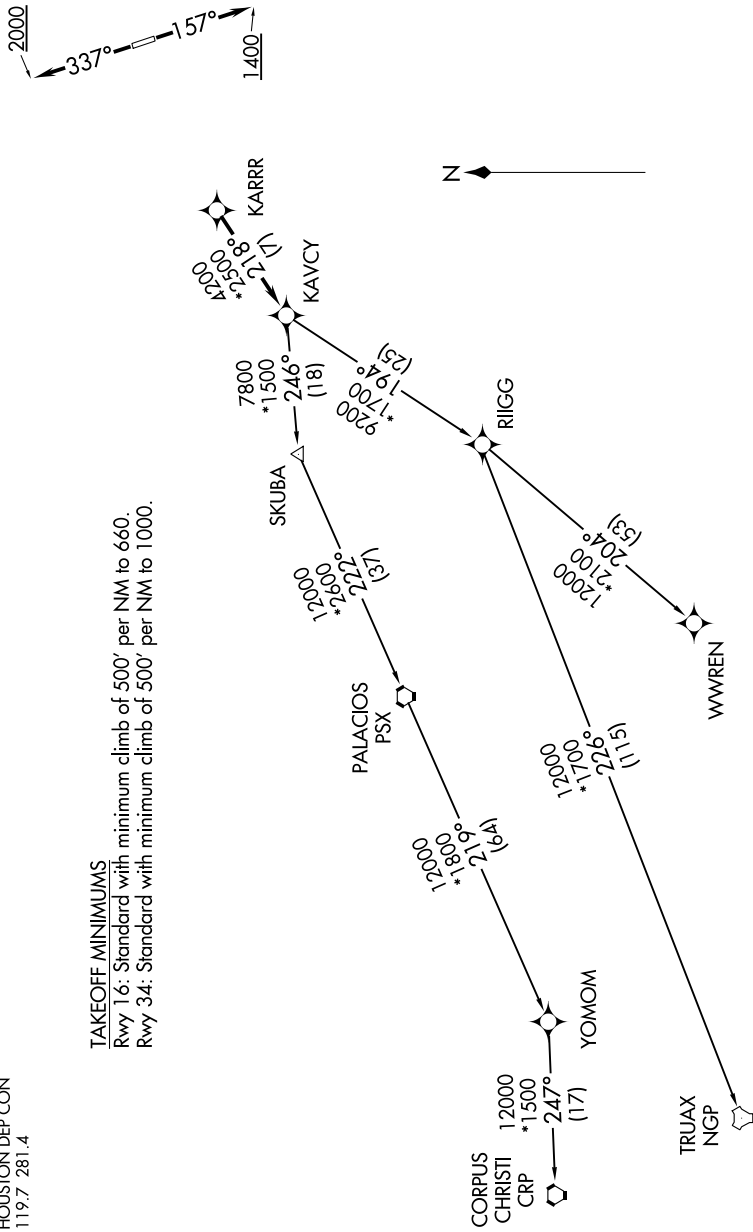 HOUSTON DEP CON
119.7 281.4
TAKEOFF MINIMUMS
Rwy 16: Standard with minimum climb of 500' per NM to 660.
Rwy 34: Standard with minimum climb of 500' per NM to 1000.
2000
337°
157°
1400
N
KARRR
4200
*2500
218°
(7)
KAVCY
7800
*1500
246°
(18)
9200
*1700
194°
(25)
SKUBA
RIIGG
12000
*2600
222°
(37)
12000
*2100
204°
(53)
PALACIOS
PSX
WWREN
12000
*1800
219°
(64)
12000
*1700
226°
(115)
YOMOM
12000
*1500
247°
(17)
CORPUS
CHRISTI
CRP
TRUAX
NGP